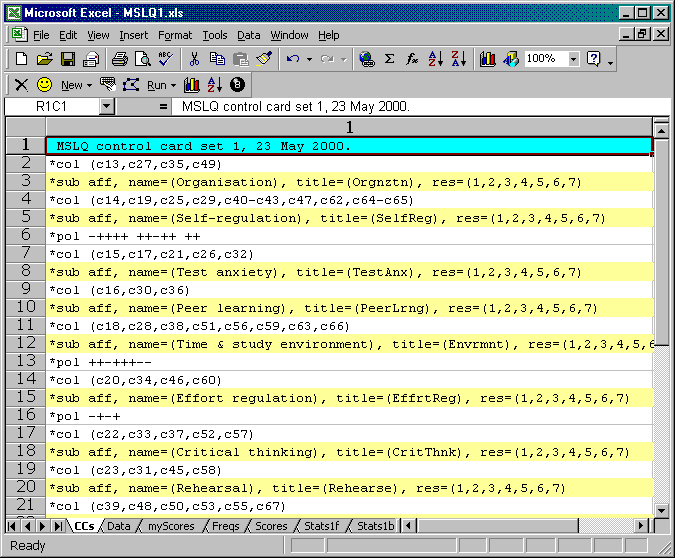 Microsoft Excel - MSLQ1.xls
File Edit View Insert Format Tools Data Window Help
100%
New Run
R1C1 = MSLQ control card set 1, 23 May 2000.
1
1 MSLQ control card set 1, 23 May 2000.
2 *col (c13,c27,c35,c49)
3 *sub aff, name=(Organisation), title=(Orgnztn), res=(1,2,3,4,5,6,7)
4 *col (c14,c19,c25,c29,c40-c43,c47,c62,c64-c65)
5 *sub aff, name=(Self-regulation), title=(SelfReg), res=(1,2,3,4,5,6,7)
6 *pol -++++ ++-++ ++
7 *col (c15,c17,c21,c26,c32)
8 *sub aff, name=(Test anxiety), title=(TestAnx), res=(1,2,3,4,5,6,7)
9 *col (c16,c30,c36)
10 *sub aff, name=(Peer learning), title=(PeerLrng), res=(1,2,3,4,5,6,7)
11 *col (c18,c28,c38,c51,c56,c59,c63,c66)
12 *sub aff, name=(Time & study environment), title=(Envrmnt), res=(1,2,3,4,5,6
13 *pol ++-+++--
14 *col (c20,c34,c46,c60)
15 *sub aff, name=(Effort regulation), title=(EffrtReg), res=(1,2,3,4,5,6,7)
16 *pol -+-+
17 *col (c22,c33,c37,c52,c57)
18 *sub aff, name=(Critical thinking), title=(CritThnk), res=(1,2,3,4,5,6,7)
19 *col (c23,c31,c45,c58)
20 *sub aff, name=(Rehearsal), title=(Rehearse), res=(1,2,3,4,5,6,7)
21 *col (c39,c48,c50,c53,c55,c67)
CCs Data myScores Freqs Scores Stats1f Stats1b
Ready